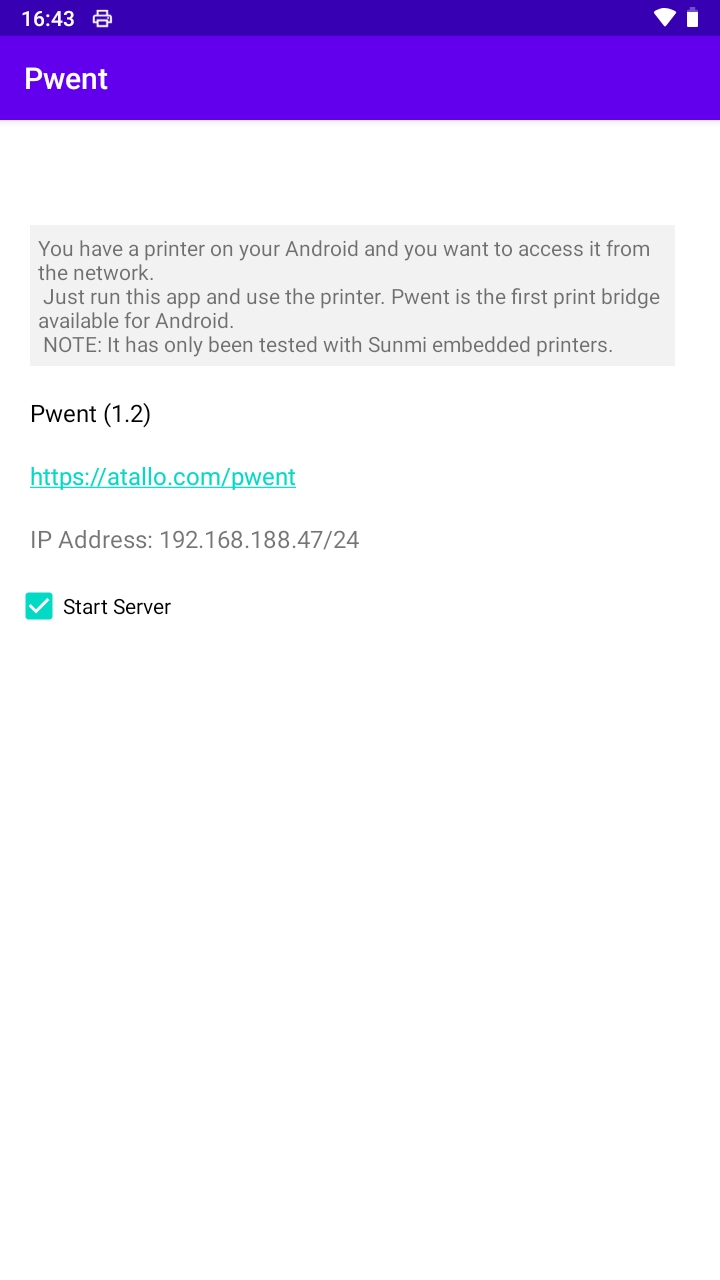 16:43
Pwent
You have a printer on your Android and you want to access it from
the network.
Just run this app and use the printer. Pwent is the first print bridge
available for Android.
NOTE: It has only been tested with Sunmi embedded printers.
Pwent (1.2)
https://atallo.com/pwent
IP Address: 192.168.188.47/24
Start Server